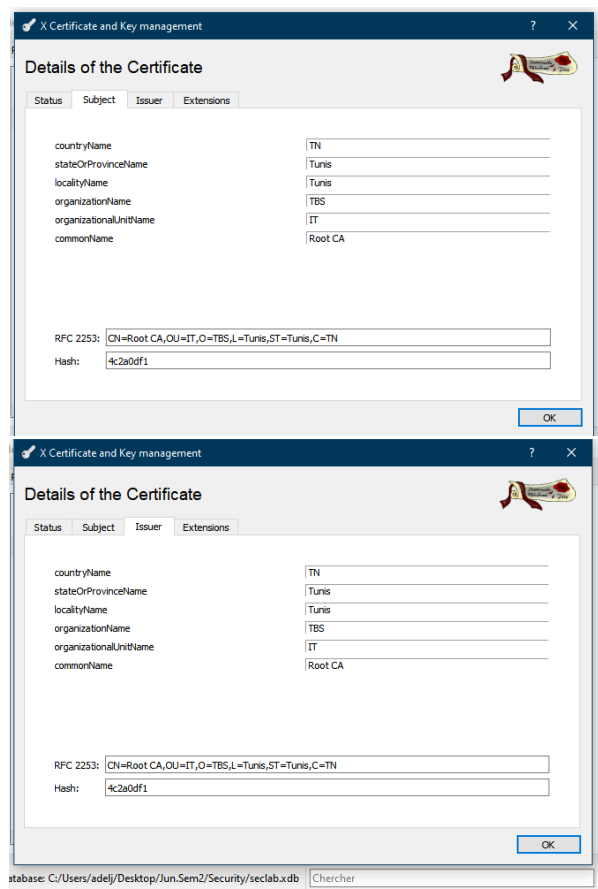 X Certificate and Key management
?
Details of the Certificate
Status Subject Issuer Extensions
countryName TN
stateOrProvinceName Tunis
localityName Tunis
organizationName TBS
organizationalUnitName IT
commonName Root CA
RFC 2253: CN=Root CA,OU=IT,O=TBS,L=Tunis,ST=Tunis,C=TN
Hash: 4c2a0df1
OK
X Certificate and Key management
?
Details of the Certificate
Status Subject Issuer Extensions
countryName TN
stateOrProvinceName Tunis
localityName Tunis
organizationName TBS
organizationalUnitName IT
commonName Root CA
RFC 2253: CN=Root CA,OU=IT,O=TBS,L=Tunis,ST=Tunis,C=TN
Hash: 4c2a0df1
OK
atabase: C:/Users/adelj/Desktop/Jun.Sem2/Security/seclab.xdb Chercher